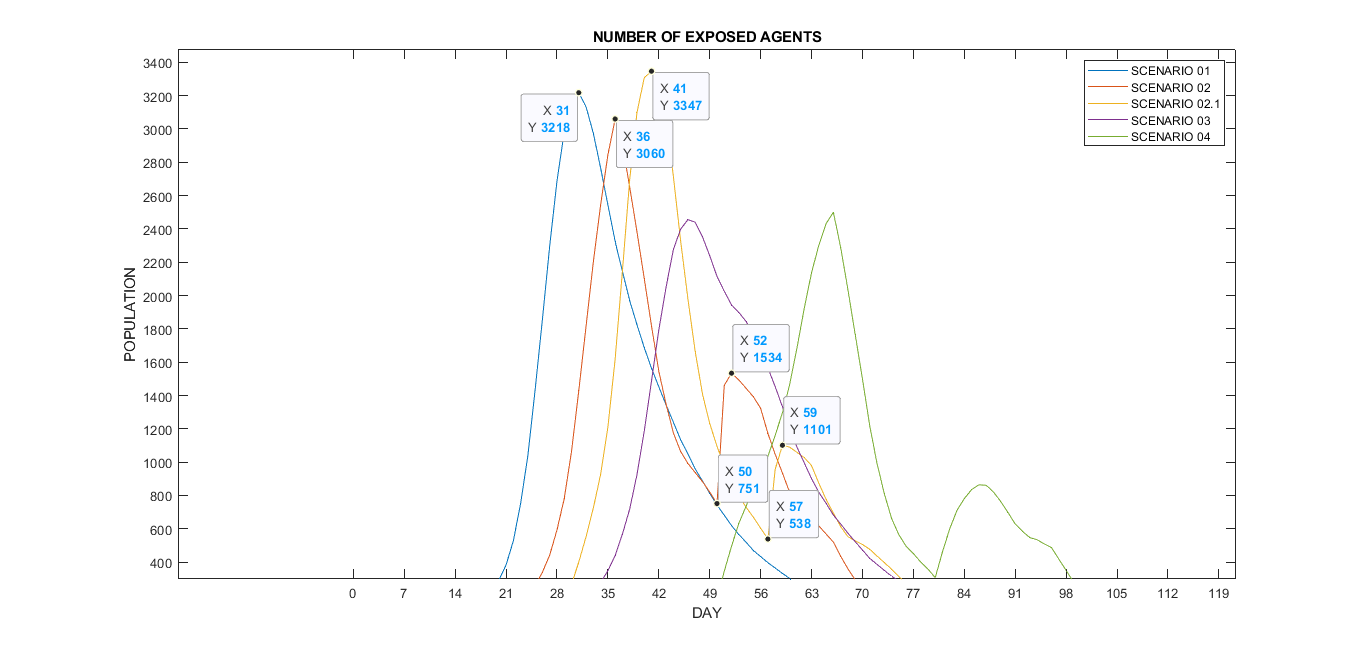 NUMBER OF EXPOSED AGENTS
SCENARIO 01
SCENARIO 02
SCENARIO 02.1
SCENARIO 03
SCENARIO 04
3400
3200
3000
2800
2600
2400
2200
2000
1800
1600
1400
1200
1000
800
600
400
POPULATION
X 41
Y 3347
X 31
Y 3218
X 36
Y 3060
X 52
Y 1534
X 59
Y 1101
X 50
Y 751
X 57
Y 538
0 7 14 21 28 35 42 49 56 63 70 77 84 91 98 105 112 119
DAY